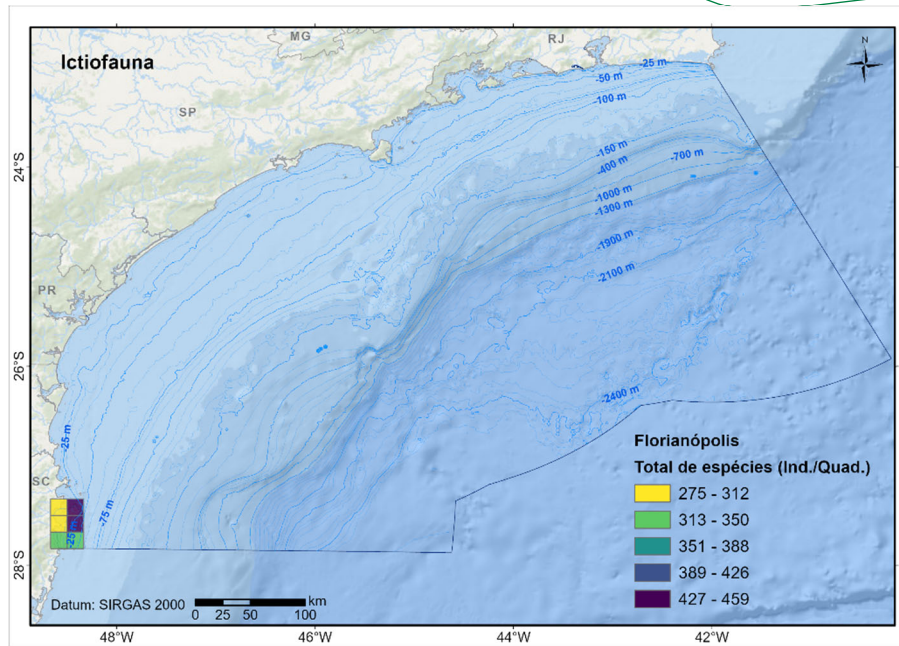 Ictiofauna
MG
RJ
N
SP
-25 m
-50 m
-100 m
24°S
-150 m
-400 m
-700 m
-1000 m
-1300 m
-1900 m
-2100 m
PR
26°S
-2400 m
-25 m
Florianópolis
Total de espécies (Ind./Quad.)
SC
275 - 312
-75 m
313 - 350
-25 m
351 - 388
28°S
389 - 426
Datum: SIRGAS 2000
km
427 - 459
0 25 50 100
48°W
46°W
44°W
42°W